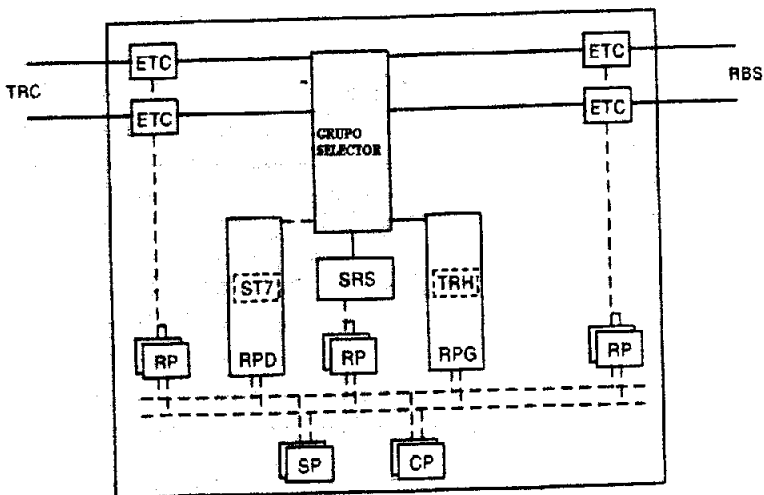 ETC
ETC
TRC
RBS
ETC
ETC
GRUPO
SELECTOR
ST7
SRS
TRH
RP
RPD
RP
RPG
RP
SP
CP